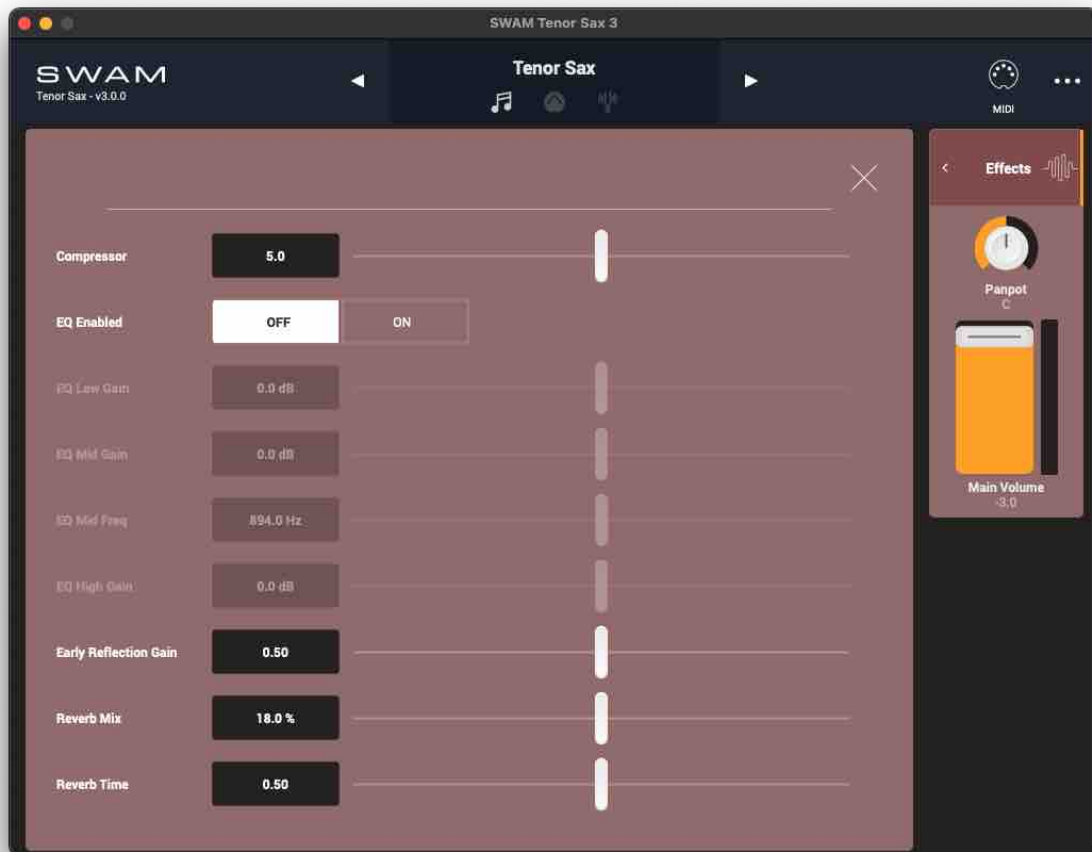 SWAM Tenor Sax 3
SWAM
Tenor Sax - v3.0.0
Tenor Sax
MIDI
Effects
Panpot
C
Main Volume
-3.0
Compressor 5.0
EQ Enabled OFF ON
EQ Low Gain 0.0 dB
EQ Mid Gain 0.0 dB
EQ Mid Freq 894.0 Hz
EQ High Gain 0.0 dB
Early Reflection Gain 0.50
Reverb Mix 18.0 %
Reverb Time 0.50